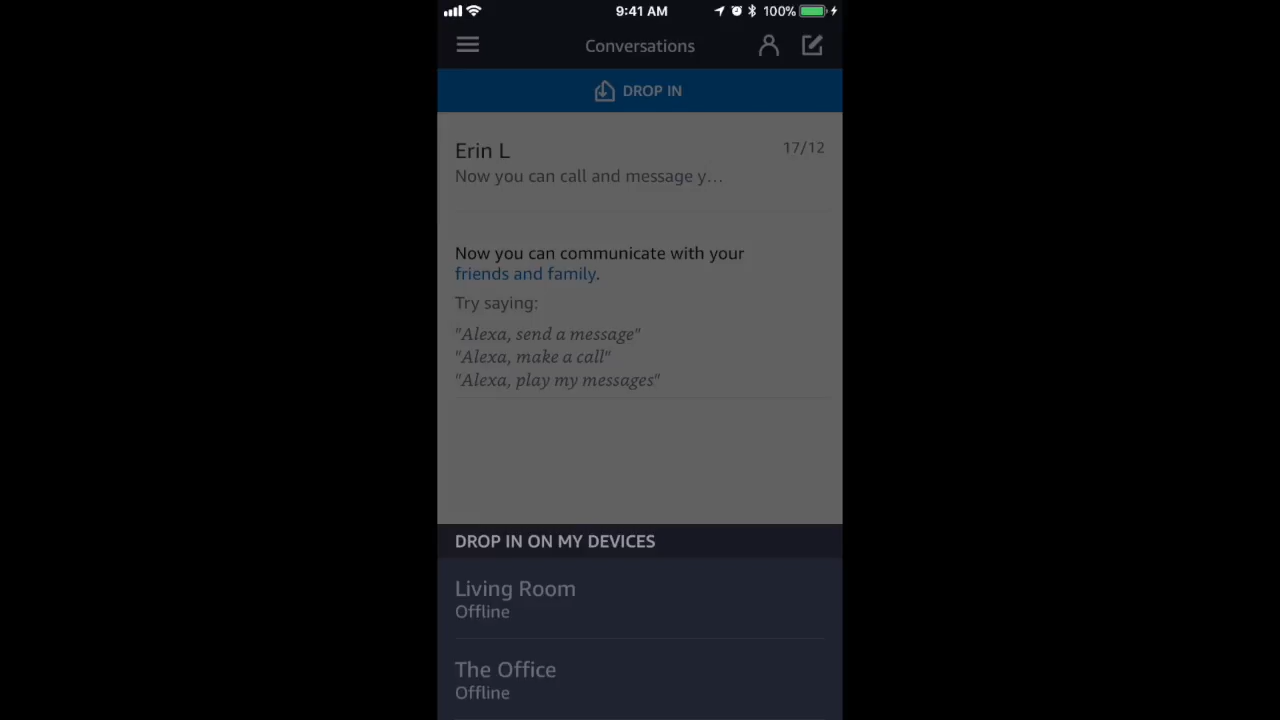 9:41 AM
100%
Conversations
DROP IN
Erin L
17/12
Now you can call and message y…
Now you can communicate with your
friends and family.
Try saying:
"Alexa, send a message"
"Alexa, make a call"
"Alexa, play my messages"
DROP IN ON MY DEVICES
Living Room
Offline
The Office
Offline